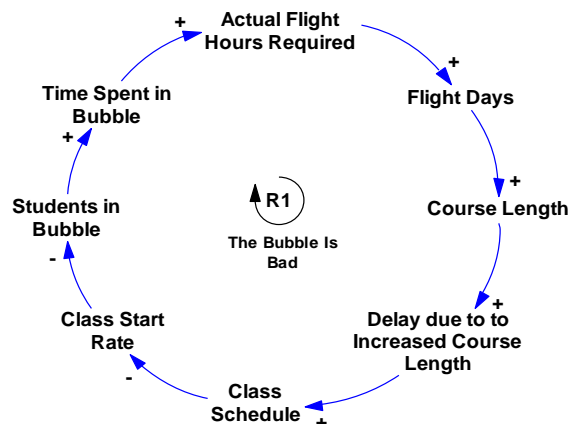 Actual Flight
Hours Required
+
+
Time Spent in
Bubble
Flight Days
+
+
Students in
Bubble
R1
Course Length
The Bubble Is
Bad
-
+
Class Start
Rate
Delay due to to
Increased Course
Length
-
Class
Schedule
+